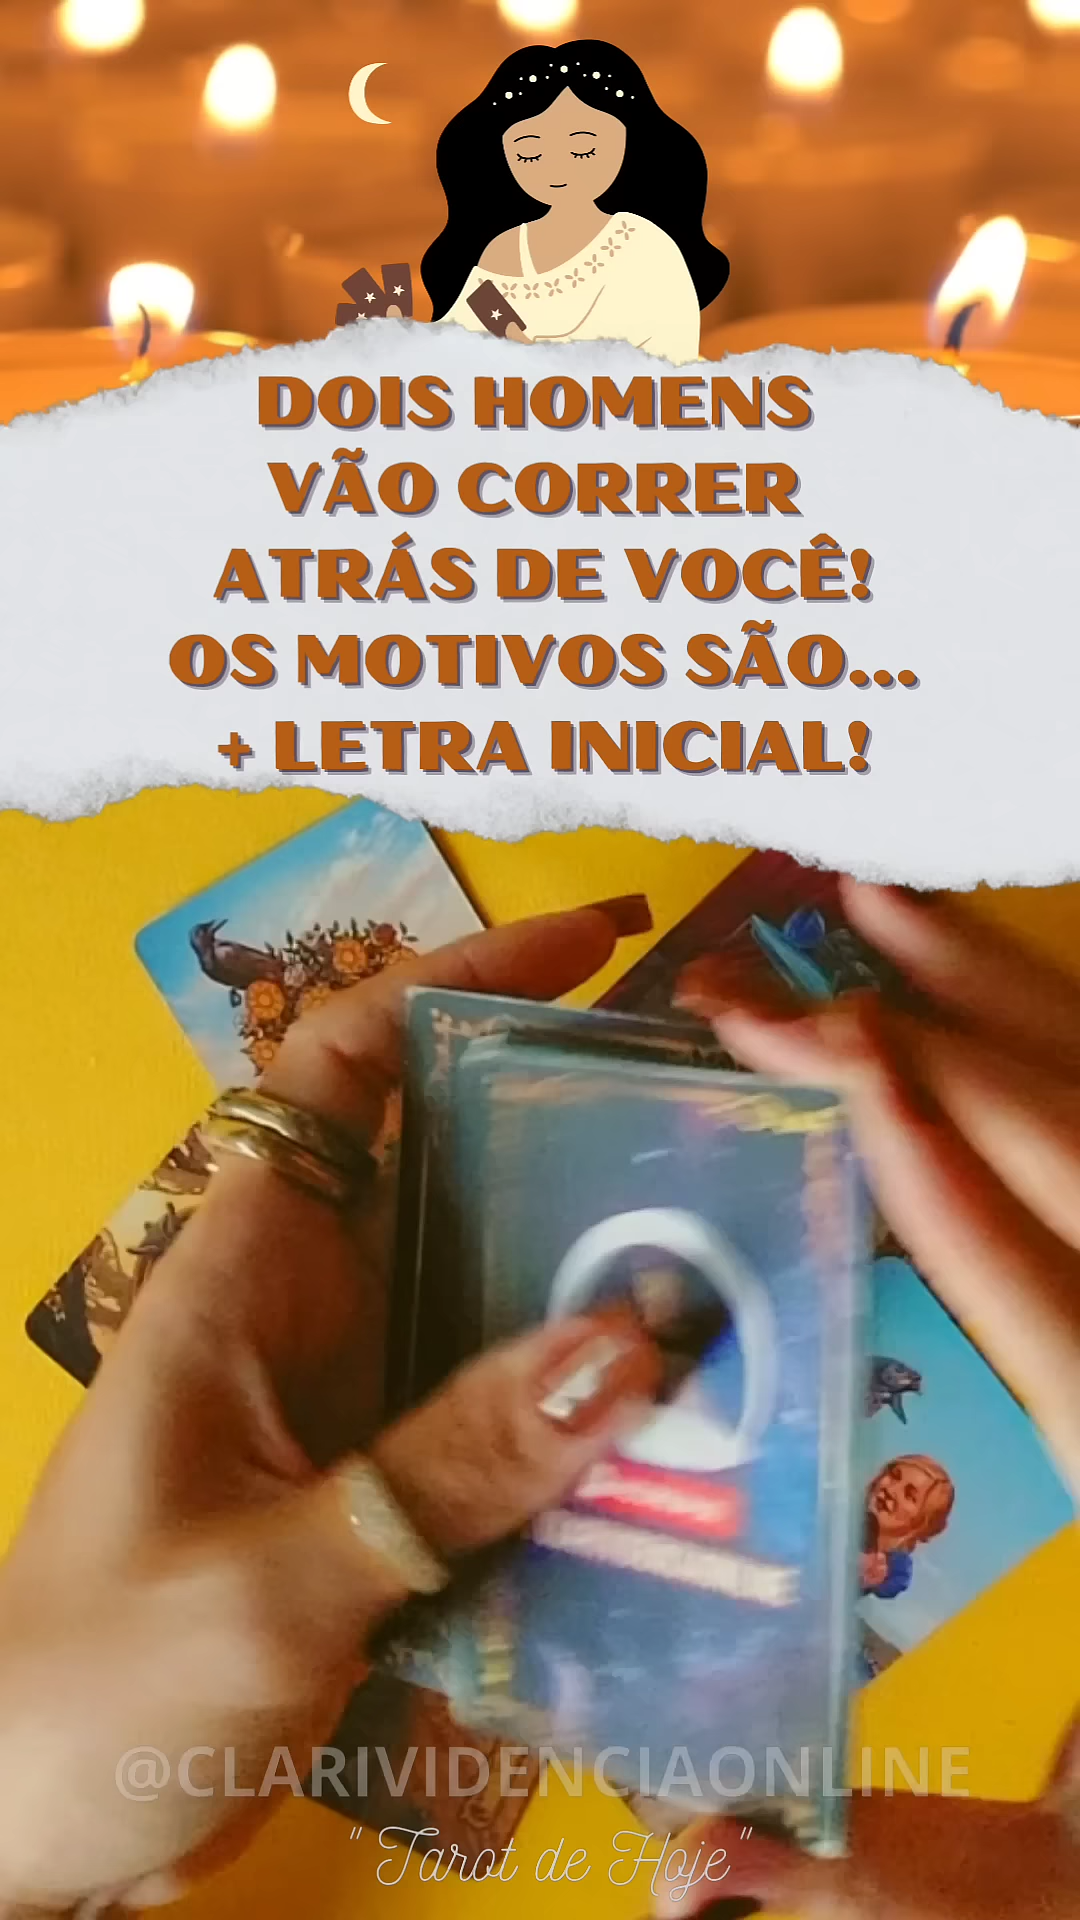 DOIS HOMENS
VÃO CORRER
ATRÁS DE VOCÊ!
OS MOTIVOS SÃO...
+ LETRA INICIAL!
@CLARIVIDENCIAONLINE
"Tarot de Hoje"